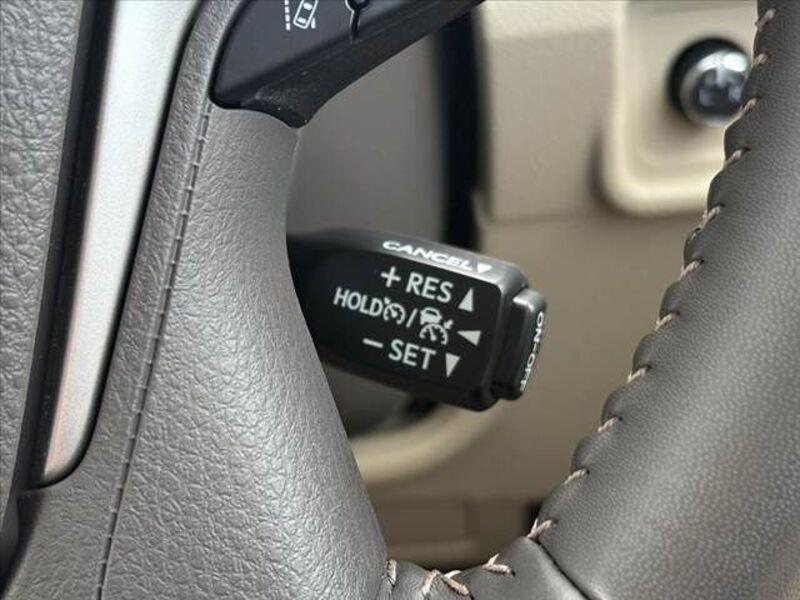 CANCEL▼
+ RES ▲
HOLD / ◀
− SET ▼
ON-OFF